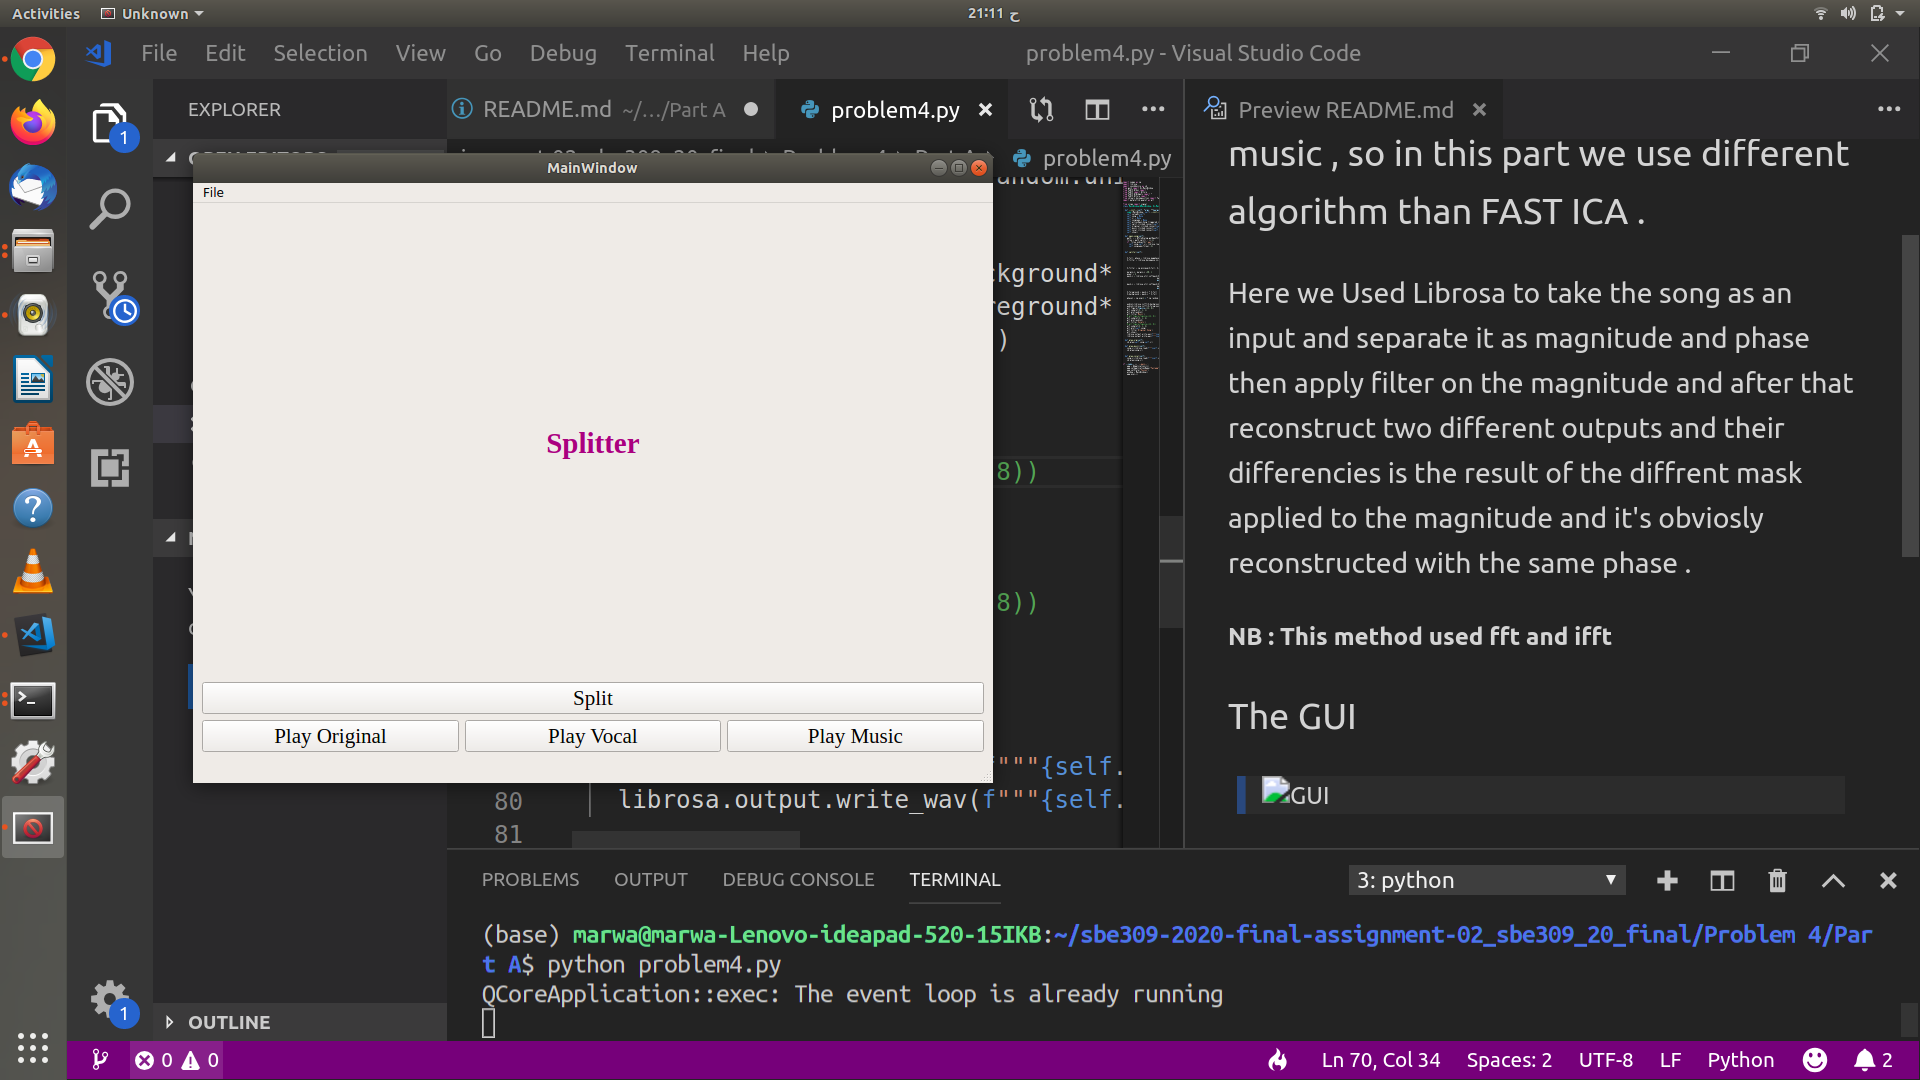 Activities
Unknown
21:11 ح
File Edit Selection View Go Debug Terminal Help
problem4.py - Visual Studio Code
1
EXPLORER
README.md ~/.../Part A
problem4.py
Preview README.md
problem4.py
MainWindow
File
Splitter
Split
Play Original
Play Vocal
Play Music
ckground*
eground*
)
8))
8))
"""{self.
80
librosa.output.write_wav(f"""{self.
81
music , so in this part we use different
algorithm than FAST ICA .
Here we Used Librosa to take the song as an
input and separate it as magnitude and phase
then apply filter on the magnitude and after that
reconstruct two different outputs and their
differencies is the result of the diffrent mask
applied to the magnitude and it's obviosly
reconstructed with the same phase .
NB : This method used fft and ifft
The GUI
GUI
PROBLEMS OUTPUT DEBUG CONSOLE TERMINAL
3: python
(base) marwa@marwa-Lenovo-ideapad-520-15IKB:~/sbe309-2020-final-assignment-02_sbe309_20_final/Problem 4/Par
t A$ python problem4.py
QCoreApplication::exec: The event loop is already running
1
OUTLINE
0 0
Ln 70, Col 34
Spaces: 2
UTF-8
LF
Python
2